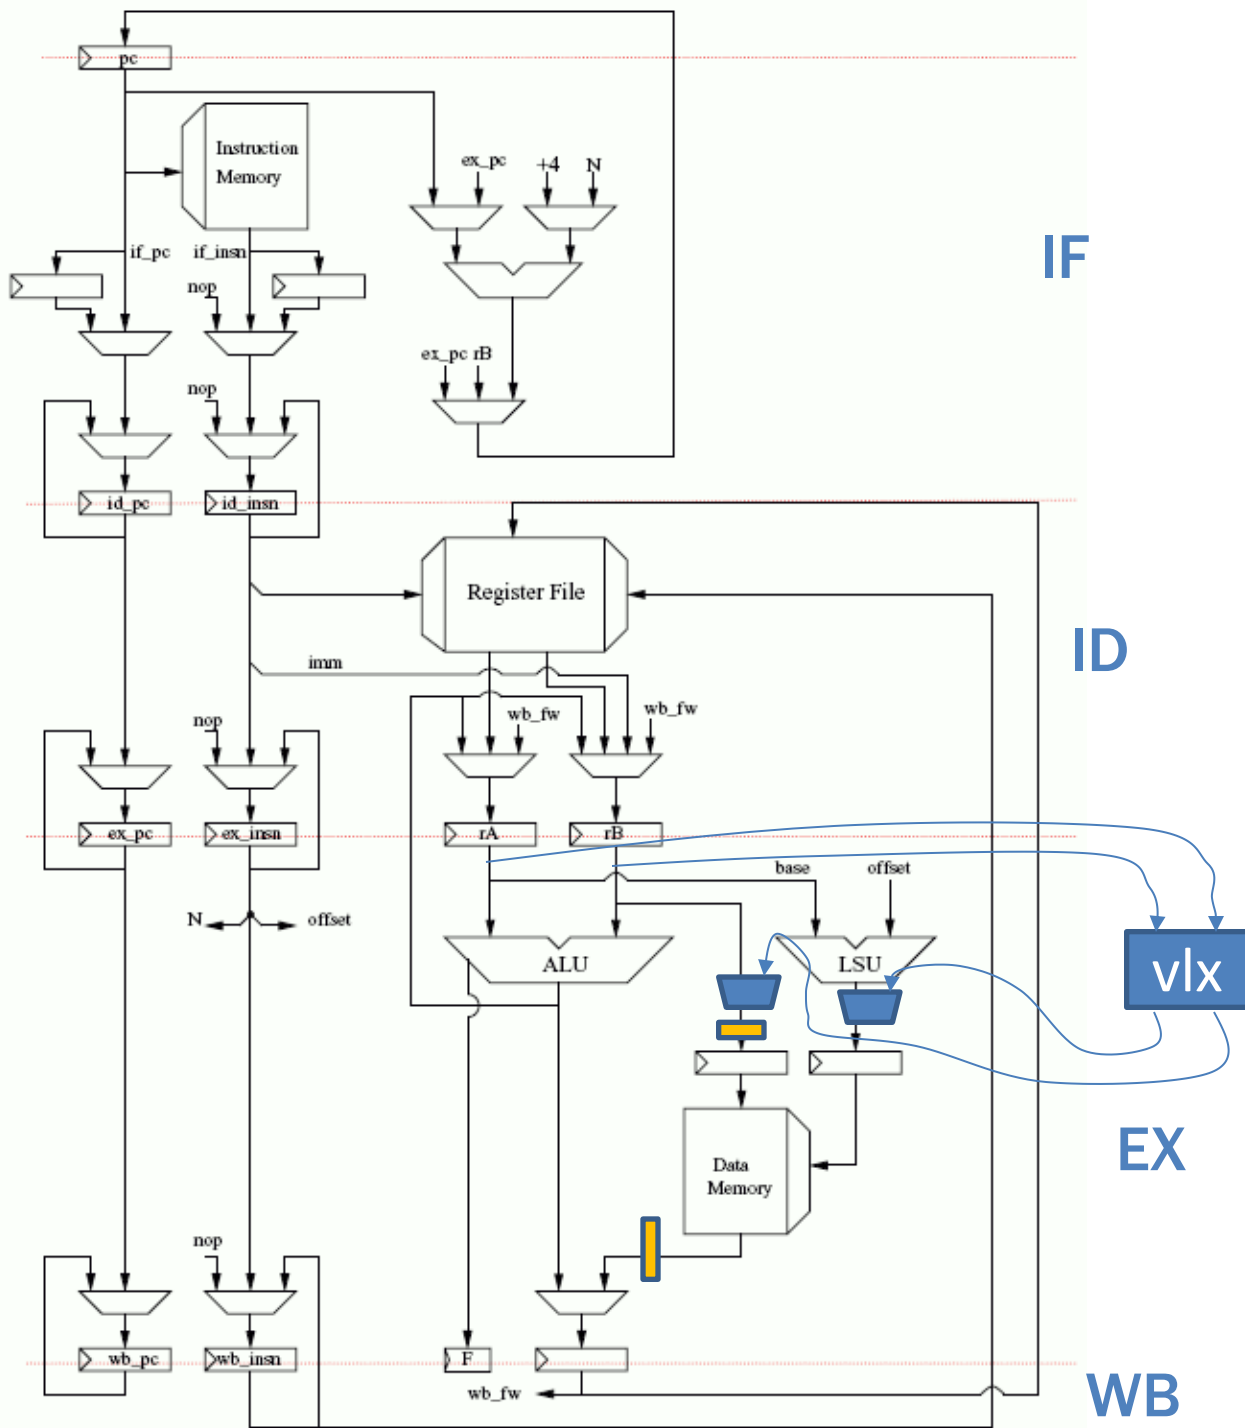 pc
Instruction
Memory
ex_pc
+4
N
if_pc
if_insn
IF
nop
ex_pc
rB
nop
id_pc
id_insn
Register File
ID
imm
wb_fw
wb_fw
nop
ex_pc
ex_insn
rA
rB
base
offset
N
offset
ALU
LSU
vlx
EX
Data
Memory
nop
wb_pc
wb_insn
F
wb_fw
WB